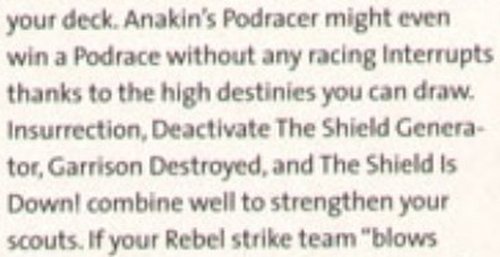 your deck. Anakin's Podracer might even
win a Podrace without any racing Interrupts
thanks to the high destinies you can draw.
Insurrection, Deactivate The Shield Genera-
tor, Garrison Destroyed, and The Shield Is
Down! combine well to strengthen your
scouts. If your Rebel strike team "blows